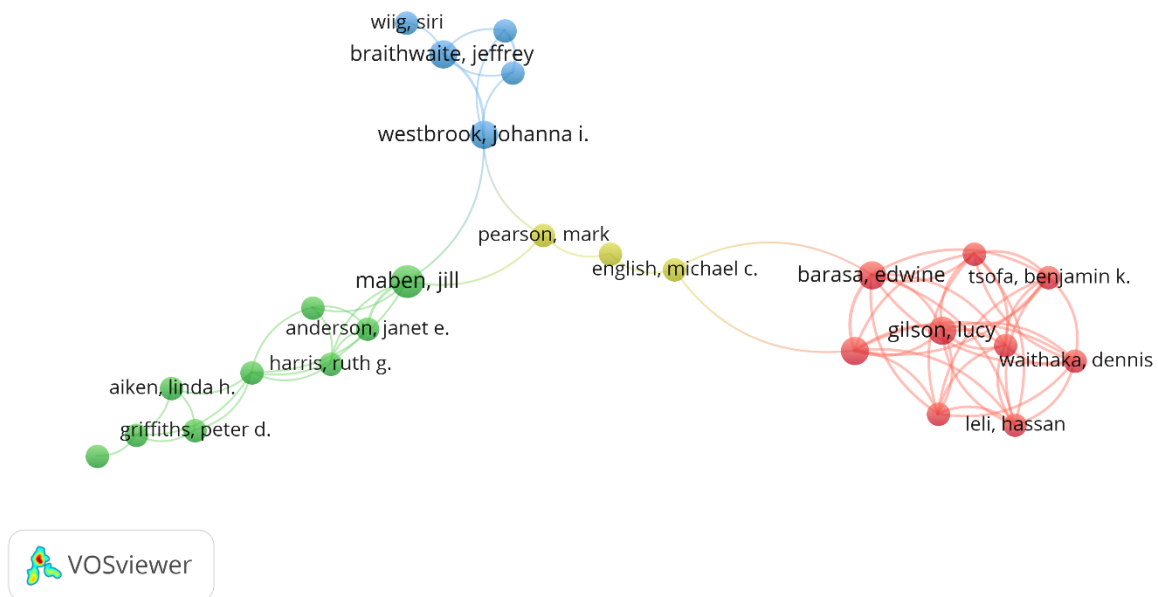 wiig, siri
braithwaite, jeffrey
westbrook, johanna i.
pearson, mark
english, michael c.
barasa, edwine
tsofa, benjamin k.
maben, jill
anderson, janet e.
gilson, lucy
harris, ruth g.
waithaka, dennis
aiken, linda h.
griffiths, peter d.
leli, hassan
VOSviewer